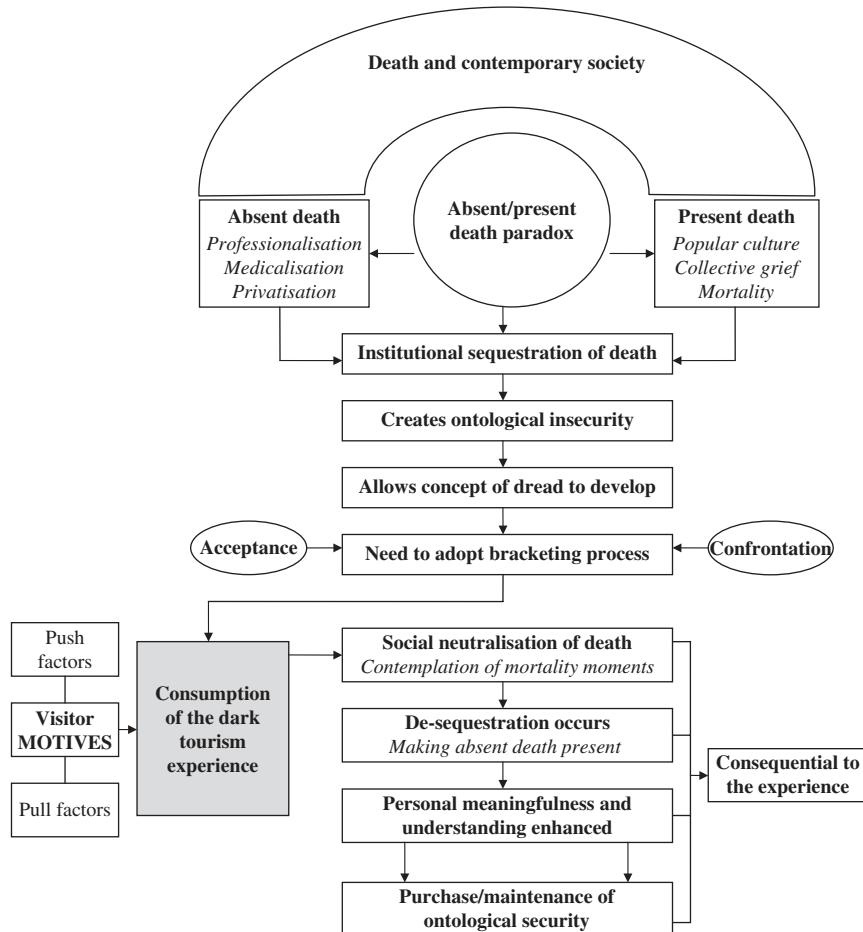 Death and contemporary society
Absent/present
death paradox
Absent death
Professionalisation
Medicalisation
Privatisation
Present death
Popular culture
Collective grief
Mortality
Institutional sequestration of death
Creates ontological insecurity
Allows concept of dread to develop
Acceptance
Need to adopt bracketing process
Confrontation
Push
factors
Visitor
MOTIVES
Pull factors
Consumption
of the dark
tourism
experience
Social neutralisation of death
Contemplation of mortality moments
De-sequestration occurs
Making absent death present
Personal meaningfulness and
understanding enhanced
Purchase/maintenance of
ontological security
Consequential to
the experience